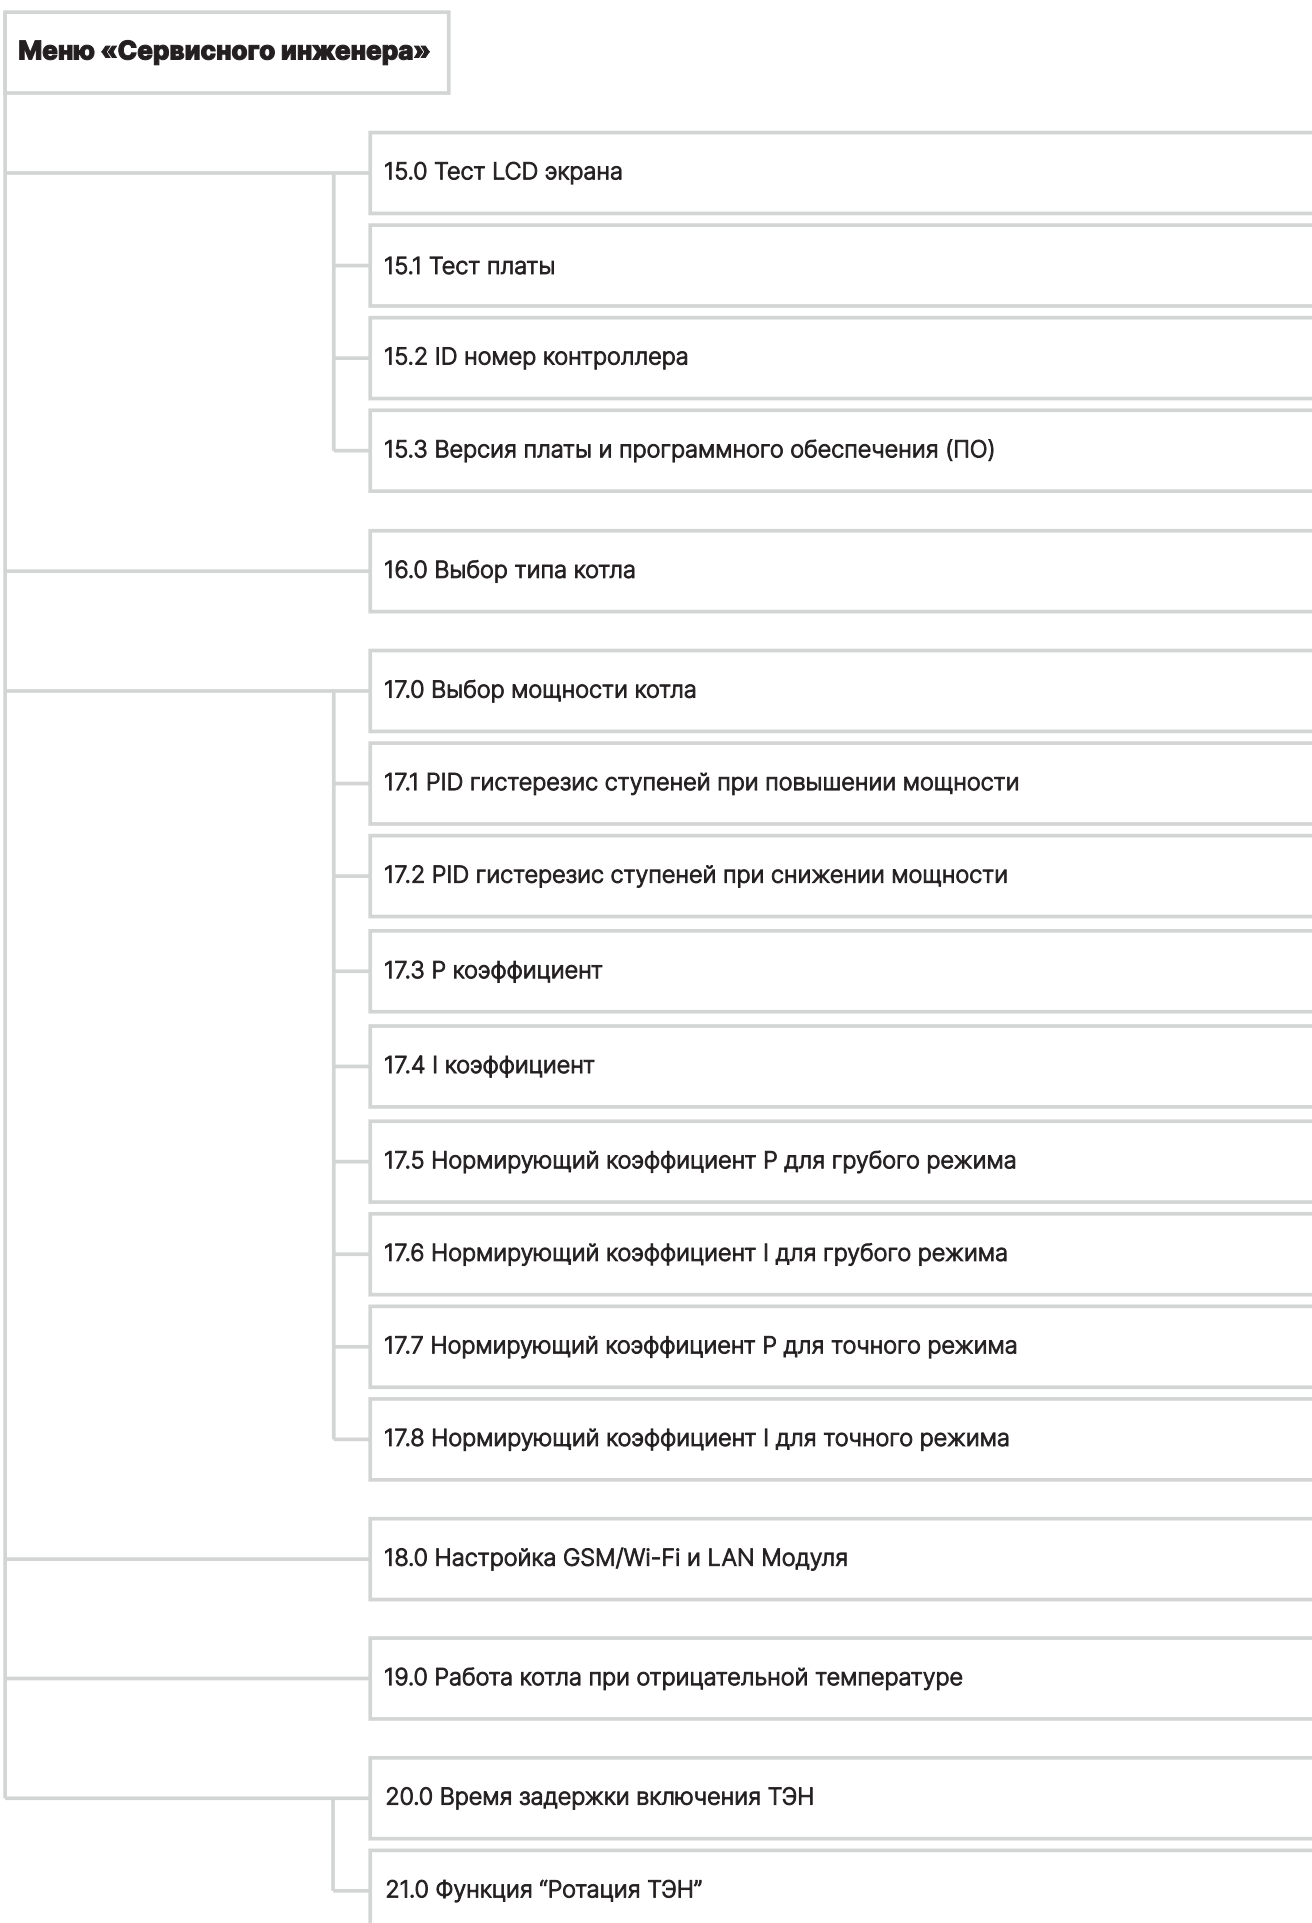 Меню «Сервисного инженера»
15.0 Тест LCD экрана
15.1 Тест платы
15.2 ID номер контроллера
15.3 Версия платы и программного обеспечения (ПО)
16.0 Выбор типа котла
17.0 Выбор мощности котла
17.1 PID гистерезис ступеней при повышении мощности
17.2 PID гистерезис ступеней при снижении мощности
17.3 P коэффициент
17.4 I коэффициент
17.5 Нормирующий коэффициент P для грубого режима
17.6 Нормирующий коэффициент I для грубого режима
17.7 Нормирующий коэффициент P для точного режима
17.8 Нормирующий коэффициент I для точного режима
18.0 Настройка GSM/Wi-Fi и LAN Модуля
19.0 Работа котла при отрицательной температуре
20.0 Время задержки включения ТЭН
21.0 Функция “Ротация ТЭН”